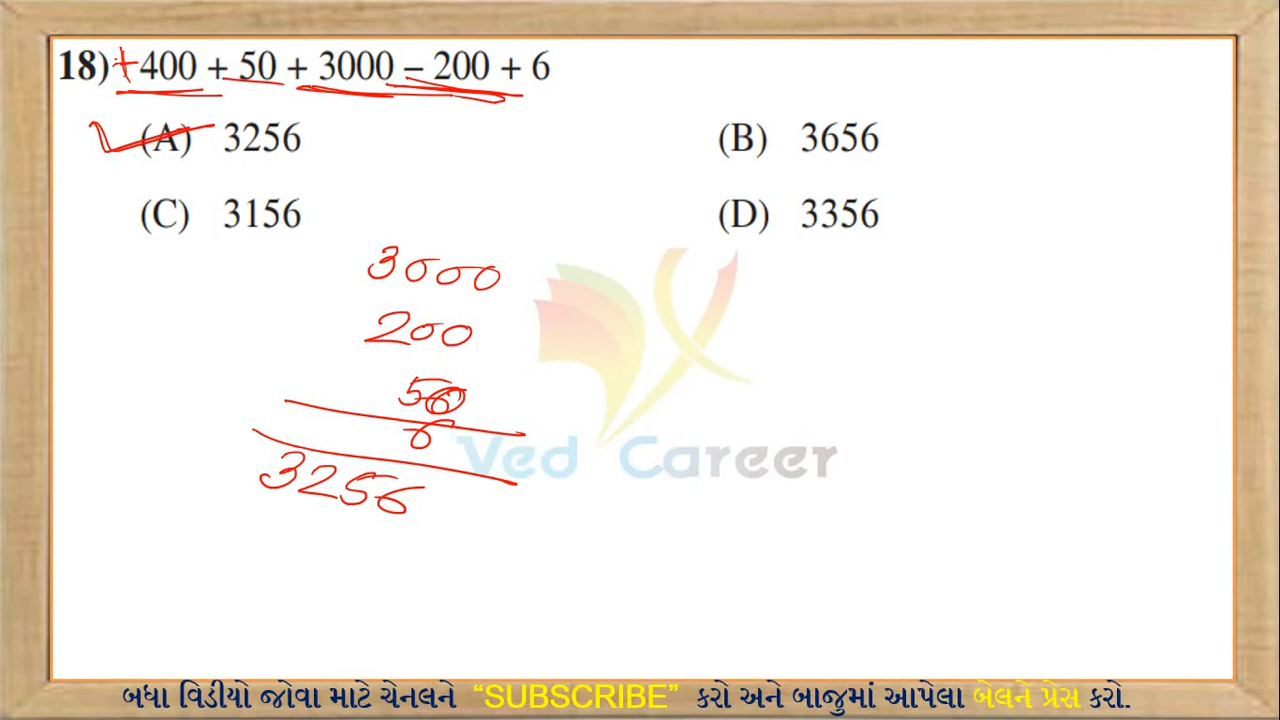 18) +400 + 50 + 3000 – 200 + 6
(A) 3256 (B) 3656
(C) 3156 (D) 3356
3000
200
50
6
3256
Ved Career
બધા વિડીયો જોવા માટે ચેનલને “SUBSCRIBE” કરો અને બાજુમાં આપેલા બેલને પ્રેસ કરો.